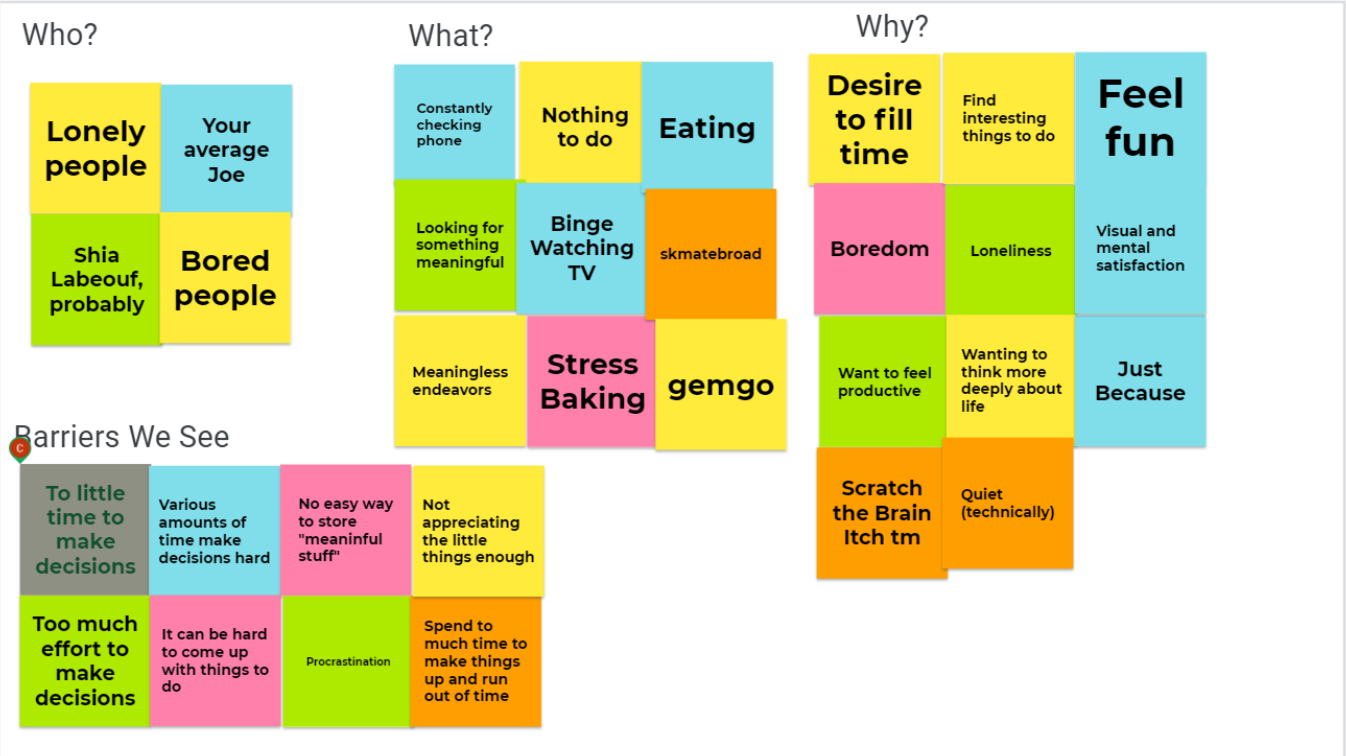 Who?
Lonely
people
Your
average
Joe
Shia
Labeouf,
probably
Bored
people
What?
Constantly
checking
phone
Nothing
to do
Eating
Looking for
something
meaningful
Binge
Watching
TV
skmatebroad
Meaningless
endeavors
Stress
Baking
gemgo
Why?
Desire
to fill
time
Find
interesting
things to do
Feel
fun
Boredom
Loneliness
Visual and
mental
satisfaction
Want to feel
productive
Wanting to
think more
deeply about
life
Just
Because
Scratch
the Brain
Itch tm
Quiet
(technically)
Barriers We See
C
To little
time to
make
decisions
Various
amounts of
time make
decisions hard
No easy way
to store
"meaninful
stuff"
Not
appreciating
the little
things enough
Too much
effort to
make
decisions
It can be hard
to come up
with things to
do
Procrastination
Spend to
much time to
make things
up and run
out of time